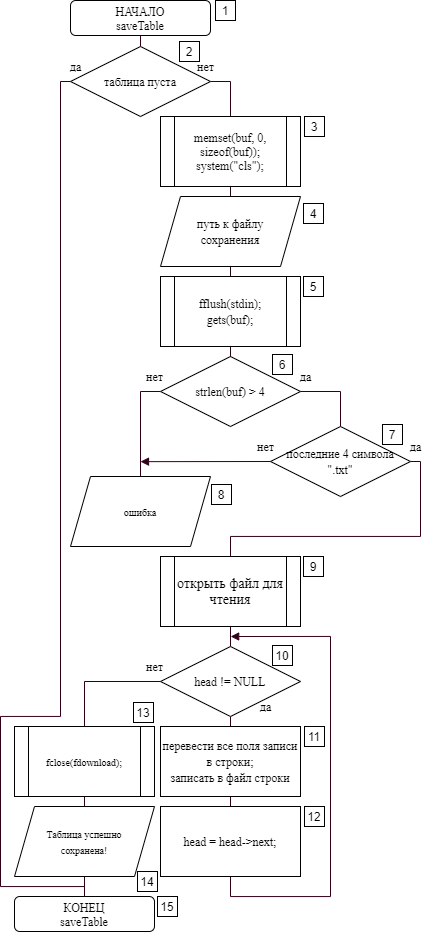 НАЧАЛО
saveTable
1
2
да
нет
таблица пуста
memset(buf, 0,
sizeof(buf));
system("cls");
3
путь к файлу
сохранения
4
fflush(stdin);
gets(buf);
5
6
нет
да
strlen(buf) > 4
7
нет
да
последние 4 символа
".txt"
8
ошибка
9
открыть файл для
чтения
10
нет
head != NULL
да
13
fclose(fdownload);
11
перевести все поля записи
в строки;
записать в файл строки
12
head = head->next;
Таблица успешно
сохранена!
14
15
КОНЕЦ
saveTable